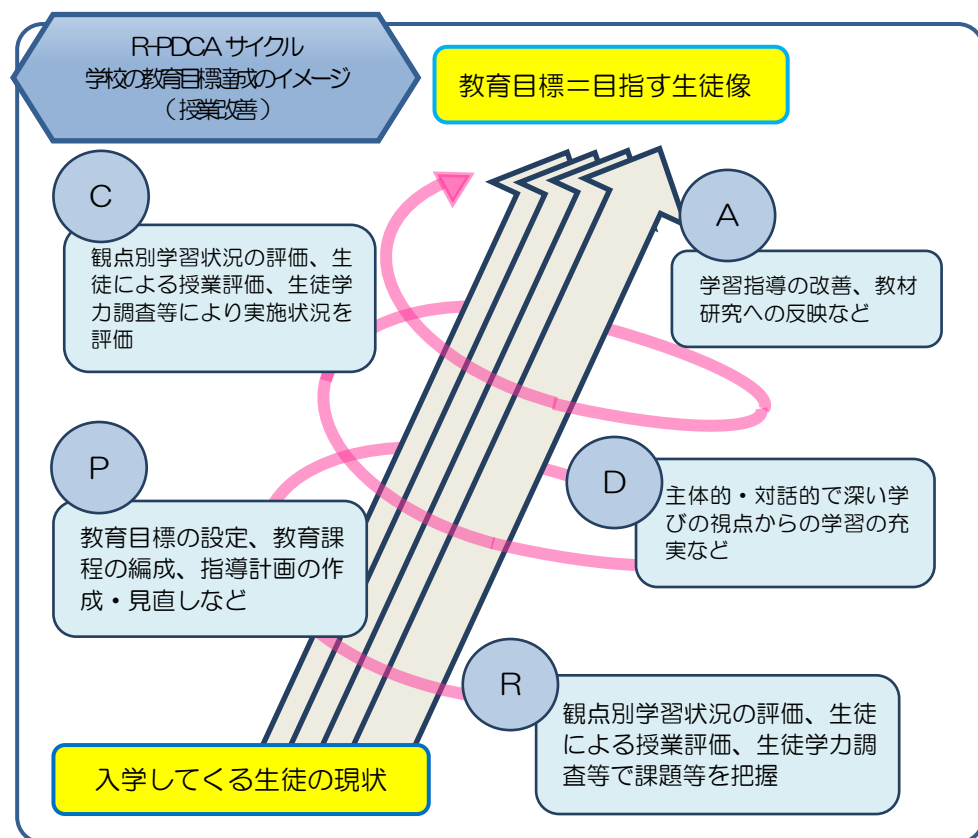 R-PDCA サイクル
学校の教育目標達成のイメージ
（授業改善）
教育目標＝目指す生徒像
C
観点別学習状況の評価、生
徒による授業評価、生徒学
力調査等により実施状況を
評価
A
学習指導の改善、教材
研究への反映など
P
教育目標の設定、教育課
程の編成、指導計画の作
成・見直しなど
D
主体的・対話的で深い学
びの視点からの学習の充
実など
R
観点別学習状況の評価、生徒
による授業評価、生徒学力調
査等で課題等を把握
入学してくる生徒の現状